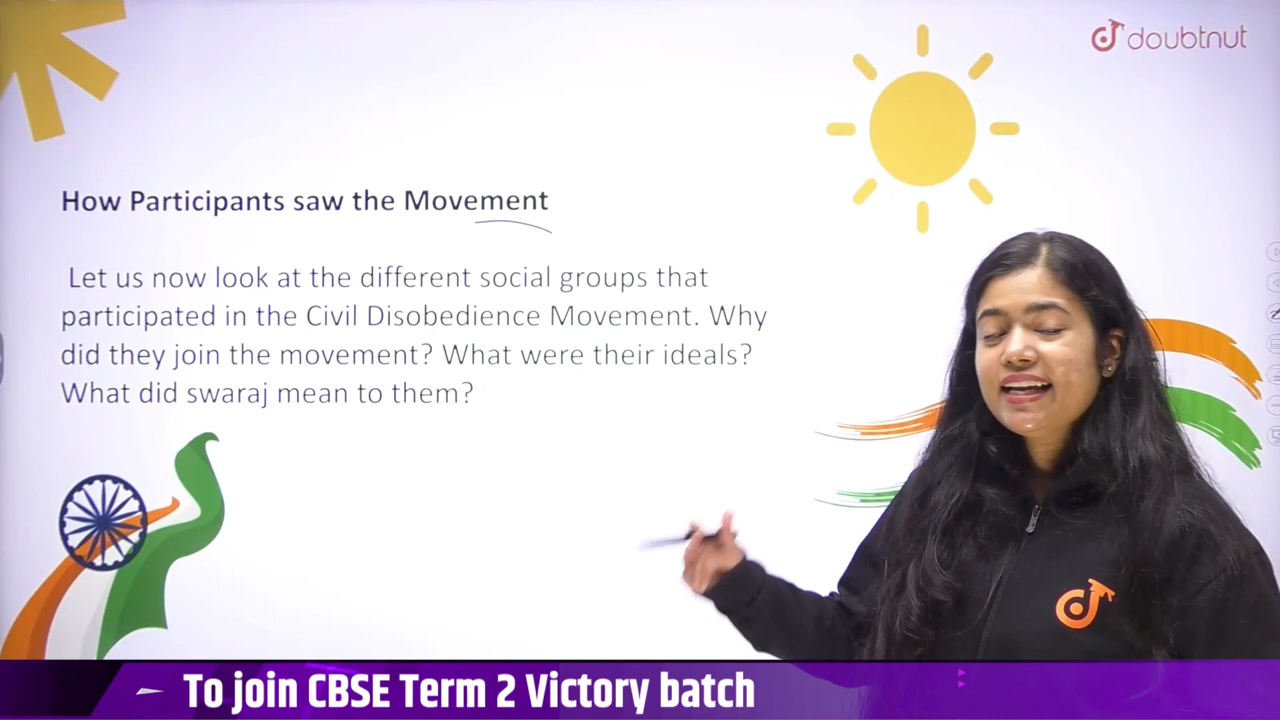 doubtnut
How Participants saw the Movement
Let us now look at the different social groups that
participated in the Civil Disobedience Movement. Why
did they join the movement? What were their ideals?
What did swaraj mean to them?
To join CBSE Term 2 Victory batch